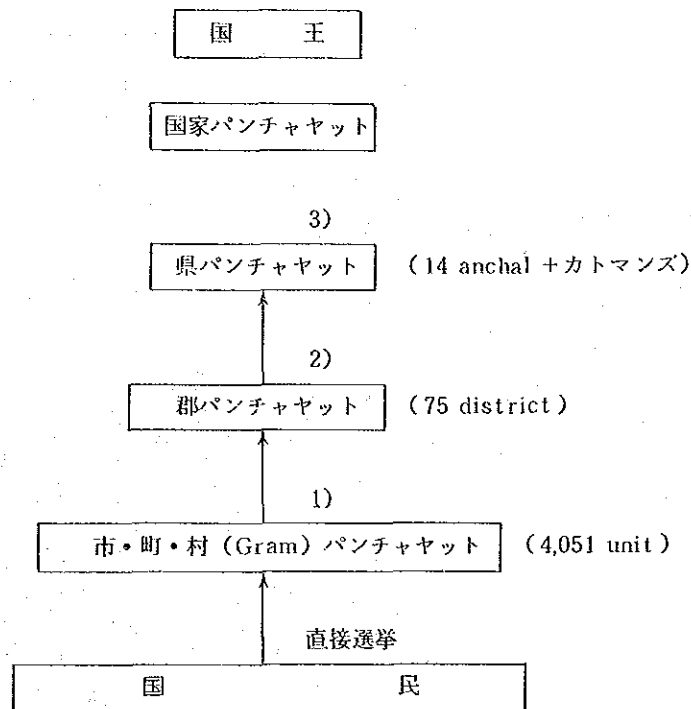 国 王
国家パンチャヤット
3)
県パンチャヤット (14 anchal +カトマンズ)
2)
郡パンチャヤット (75 district)
1)
市・町・村 (Gram) パンチャヤット (4,051 unit)
直接選挙
国 民